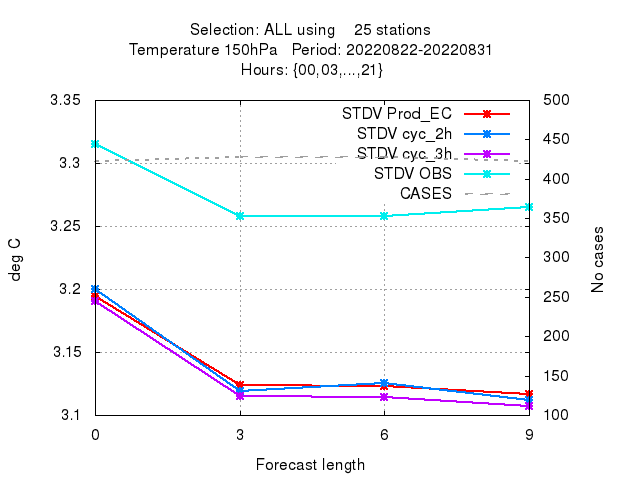 Selection: ALL using 25 stations
Temperature 150hPa Period: 20220822-20220831
Hours: {00,03,...,21}
3.35
3.3
3.25
3.2
3.15
3.1
500
450
400
350
300
250
200
150
100
STDV Prod_EC
STDV cyc_2h
STDV cyc_3h
STDV OBS
CASES
deg C
No cases
0 3 6 9
Forecast length